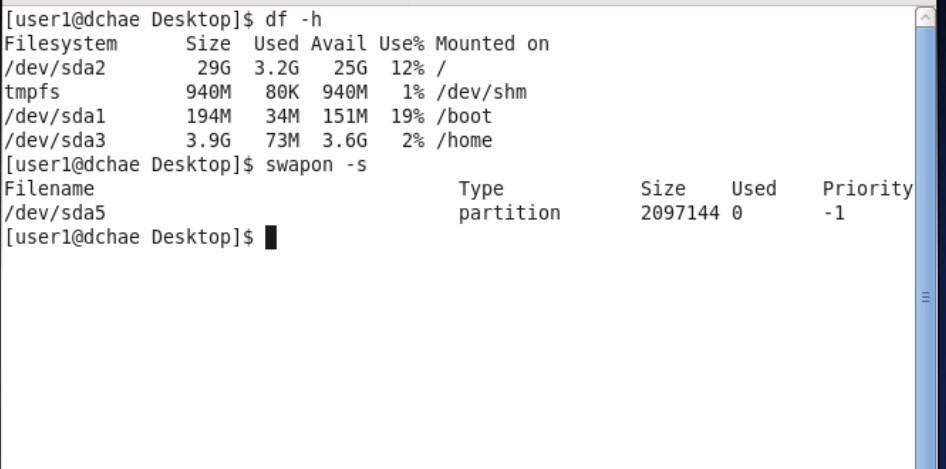 [user1@dchae Desktop]$ df -h
Filesystem      Size  Used Avail Use% Mounted on
/dev/sda2        29G  3.2G   25G  12% /
tmpfs           940M   80K  940M   1% /dev/shm
/dev/sda1       194M   34M  151M  19% /boot
/dev/sda3       3.9G   73M  3.6G   2% /home
[user1@dchae Desktop]$ swapon -s
Filename                                Type            Size    Used    Priority
/dev/sda5                               partition       2097144 0       -1
[user1@dchae Desktop]$